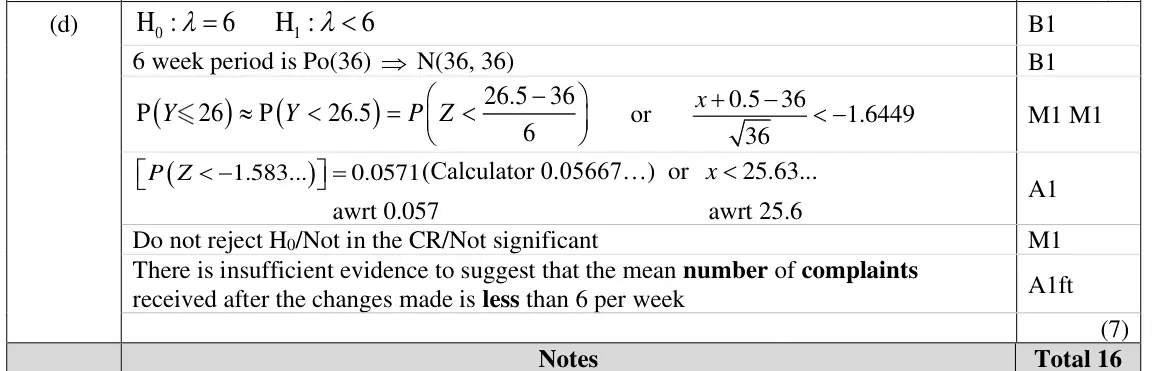 (d) H₀ : λ = 6 H₁ : λ < 6 B1
6 week period is Po(36) ⇒ N(36, 36) B1
P(Y⩽26) ≈ P(Y < 26.5) = P(Z < (26.5 − 36)/6) or (x + 0.5 − 36)/√36 < −1.6449 M1 M1
[P(Z < −1.583...)] = 0.0571 (Calculator 0.05667…) or x < 25.63... A1
awrt 0.057 awrt 25.6
Do not reject H₀/Not in the CR/Not significant M1
There is insufficient evidence to suggest that the mean number of complaints
received after the changes made is less than 6 per week A1ft
(7)
Notes Total 16